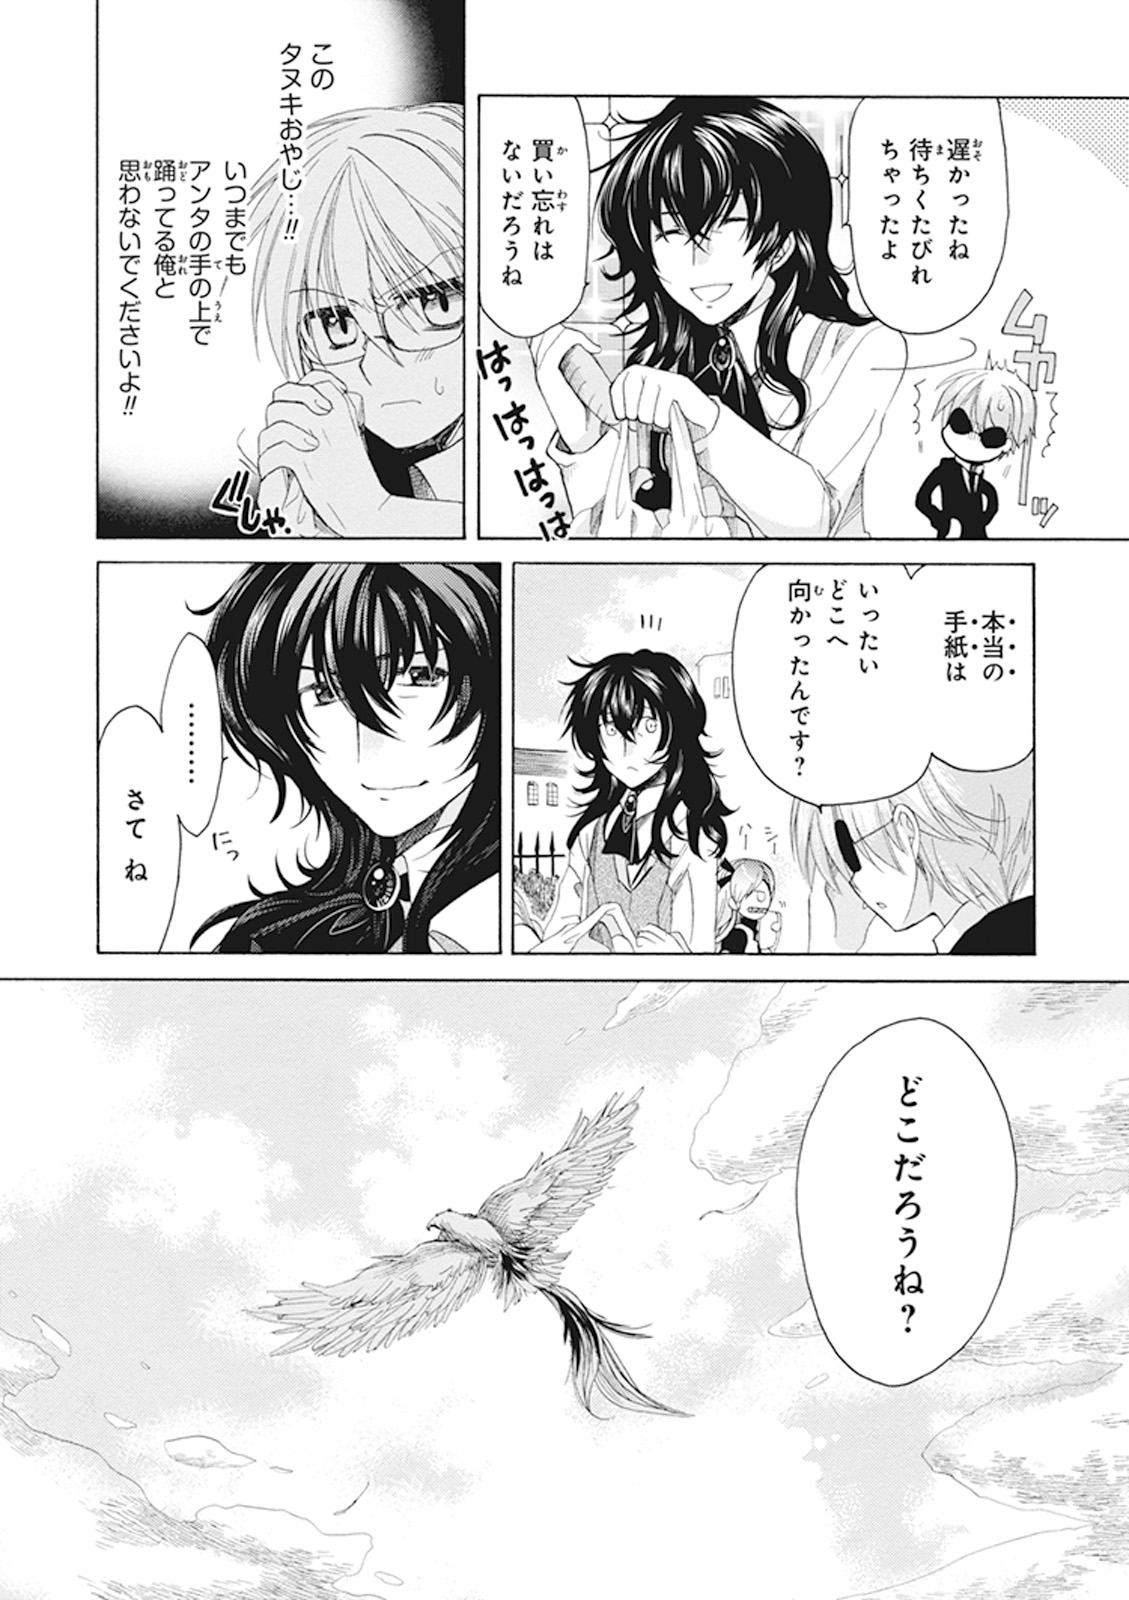 遅かったね
待ちくたびれ
ちゃったよ
買い忘れは
ないだろうね
はっはっはっは
ムヤ
この
タヌキおやじ…!!
いつまでも
アンタの手の上で
踊ってる俺と
思わないでくださいよ!!
ぐしゃ
本当の
手紙は
いったい
どこへ
向かったんです?
ハーシー
………
さてね
にっ
どこだろうね?